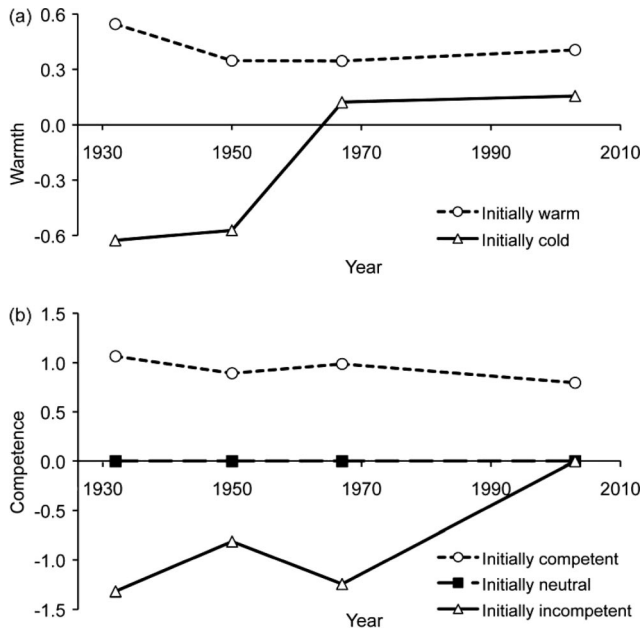 (a)
0.6
0.3
0.0
-0.3
-0.6
Warmth
1930 1950 1970 1990 2010
Initially warm
Initially cold
Year
(b)
1.5
1.0
0.5
0.0
-0.5
-1.0
-1.5
Competence
1930 1950 1970 1990 2010
Initially competent
Initially neutral
Initially incompetent
Year